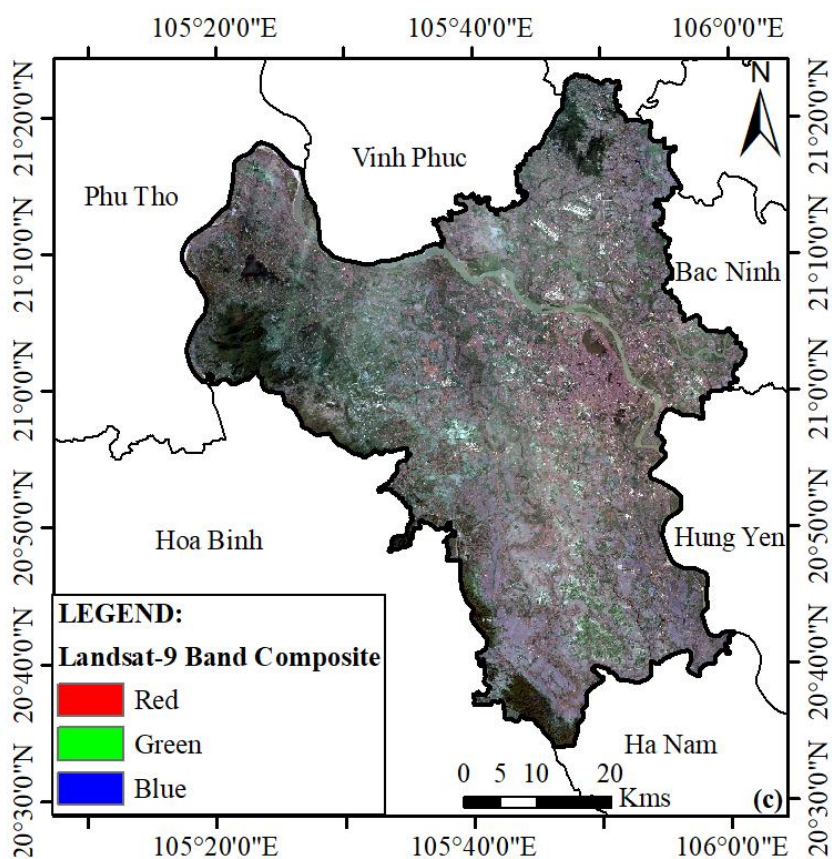 105°20'0"E 105°40'0"E 106°0'0"E
N
21°20'0"N
21°20'0"N
Vinh Phuc
Phu Tho
21°10'0"N
21°10'0"N
Bac Ninh
21°0'0"N
21°0'0"N
20°50'0"N
20°50'0"N
Hoa Binh
Hung Yen
LEGEND:
Landsat-9 Band Composite
Red
Green
Blue
20°40'0"N
20°40'0"N
Ha Nam
0 5 10 20
Kms
(c)
20°30'0"N
20°30'0"N
105°20'0"E 105°40'0"E 106°0'0"E